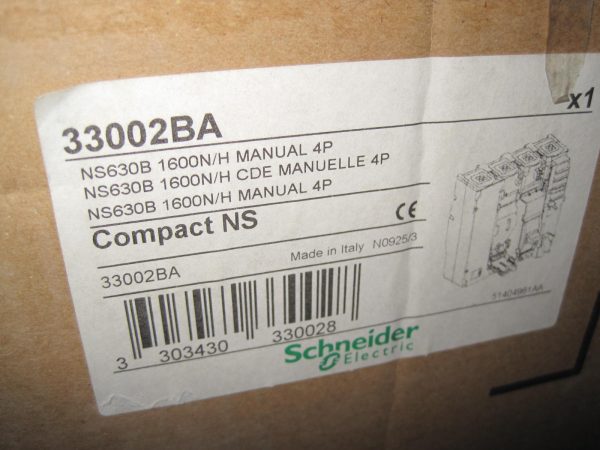 33002BA
x1
NS630B 1600N/H MANUAL 4P
NS630B 1600N/H CDE MANUELLE 4P
NS630B 1600N/H MANUAL 4P
Compact NS
CE
33002BA
Made in Italy N0925/3
51404961AA
3 303430 330028
Schneider
Electric